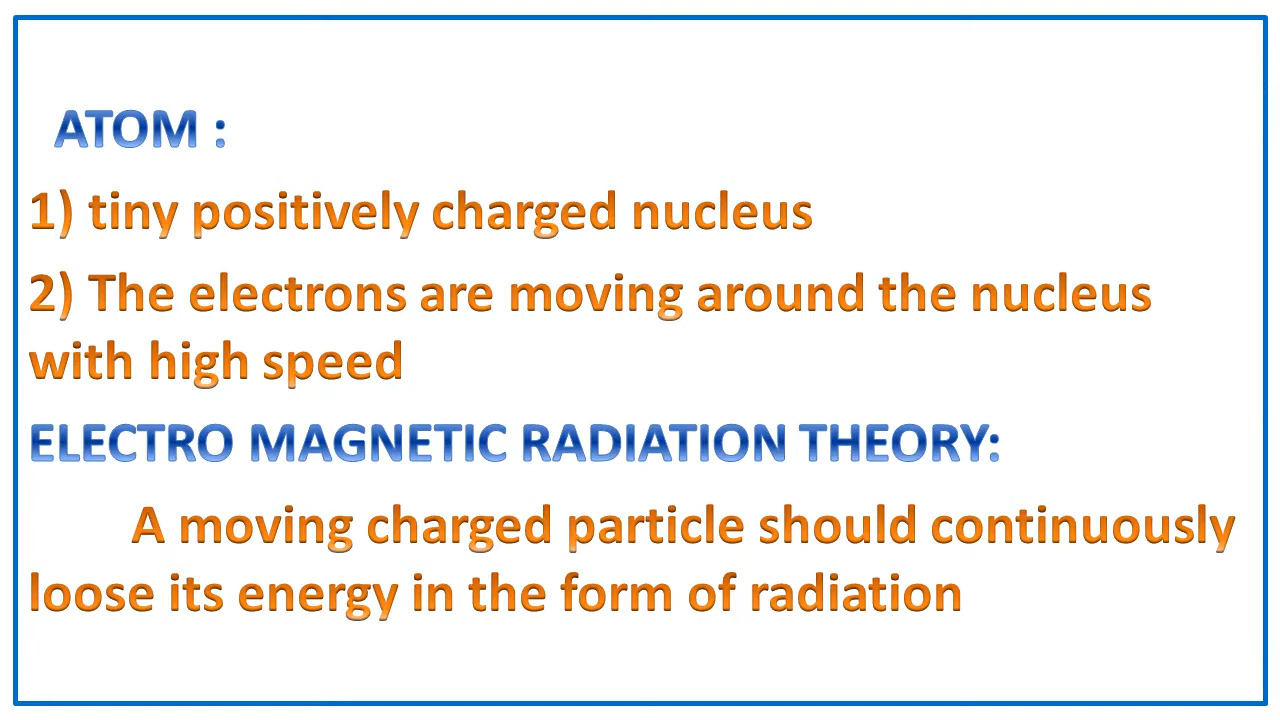 ATOM :
1) tiny positively charged nucleus
2) The electrons are moving around the nucleus
with high speed
ELECTRO MAGNETIC RADIATION THEORY:
A moving charged particle should continuously
loose its energy in the form of radiation